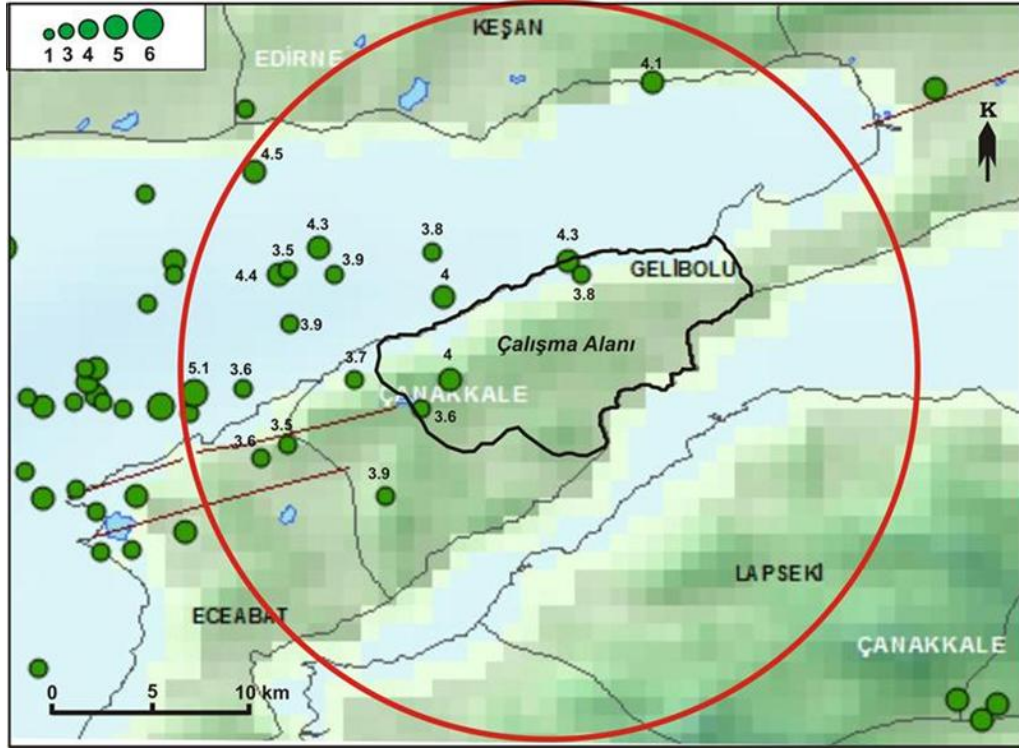 1 3 4 5 6
KEŞAN
EDİRNE
4.1
K
4.5
4.3
3.8
4.3
3.5
4.4
3.9
GELİBOLU
4
3.8
3.9
Çalışma Alanı
5.1
3.6
3.7
4
ÇANAKKALE
3.6
3.5
3.6
3.9
LAPSEKİ
ECEABAT
ÇANAKKALE
0 5 10 km